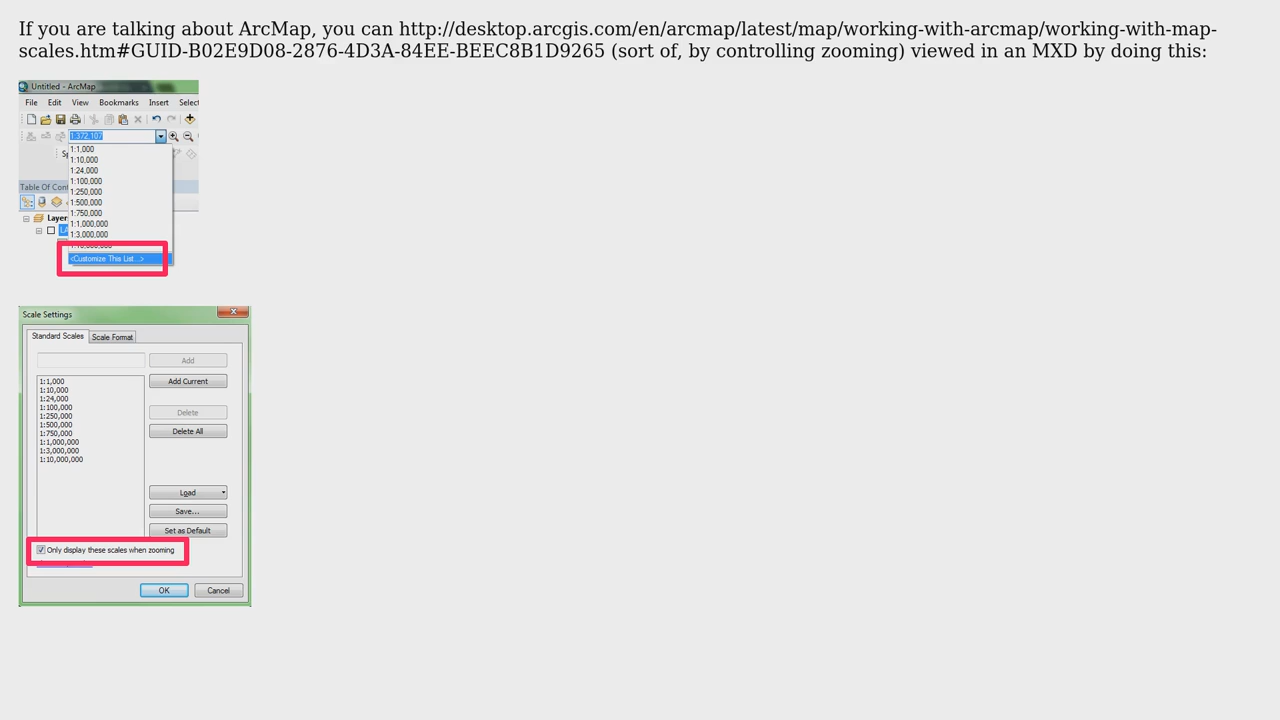 If you are talking about ArcMap, you can http://desktop.arcgis.com/en/arcmap/latest/map/working-with-arcmap/working-with-map-
scales.htm#GUID-B02E9D08-2876-4D3A-84EE-BEEC8B1D9265 (sort of, by controlling zooming) viewed in an MXD by doing this:
Untitled - ArcMap
File Edit View Bookmarks Insert Select
1:372,107
1:1,000
1:10,000
1:24,000
1:100,000
1:250,000
Table Of Cont
1:500,000
1:750,000
Layer
1:1,000,000
1:3,000,000
1:10,000,000
<Customize This List...>
Scale Settings
Standard Scales Scale Format
Add
1:1,000
Add Current
1:10,000
1:24,000
1:100,000
Delete
1:250,000
1:500,000
1:750,000
Delete All
1:1,000,000
1:3,000,000
1:10,000,000
Load
Save...
Set as Default
Only display these scales when zooming
OK Cancel